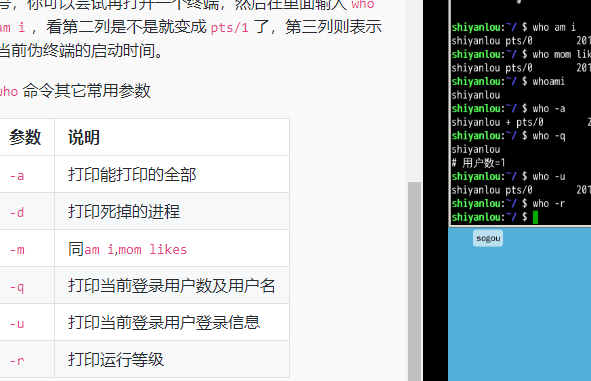 号，你可以尝试再打开一个终端，然后在里面输入 who
am i ，看第二列是不是就变成 pts/1 了，第三列则表示
当前伪终端的启动时间。
who 命令其它常用参数
参数 说明
-a 打印能打印的全部
-d 打印死掉的进程
-m 同am i,mom likes
-q 打印当前登录用户数及用户名
-u 打印当前登录用户登录信息
-r 打印运行等级
#
shiyanlou:~/ $ who am i
shiyanlou pts/0 201
shiyanlou:~/ $ who mom lik
shiyanlou pts/0 201
shiyanlou:~/ $ whoami
shiyanlou
shiyanlou:~/ $ who -a
shiyanlou + pts/0 2
shiyanlou:~/ $ who -q
shiyanlou
# 用户数=1
shiyanlou:~/ $ who -u
shiyanlou pts/0 201
shiyanlou:~/ $ who -r
shiyanlou:~/ $
sogou